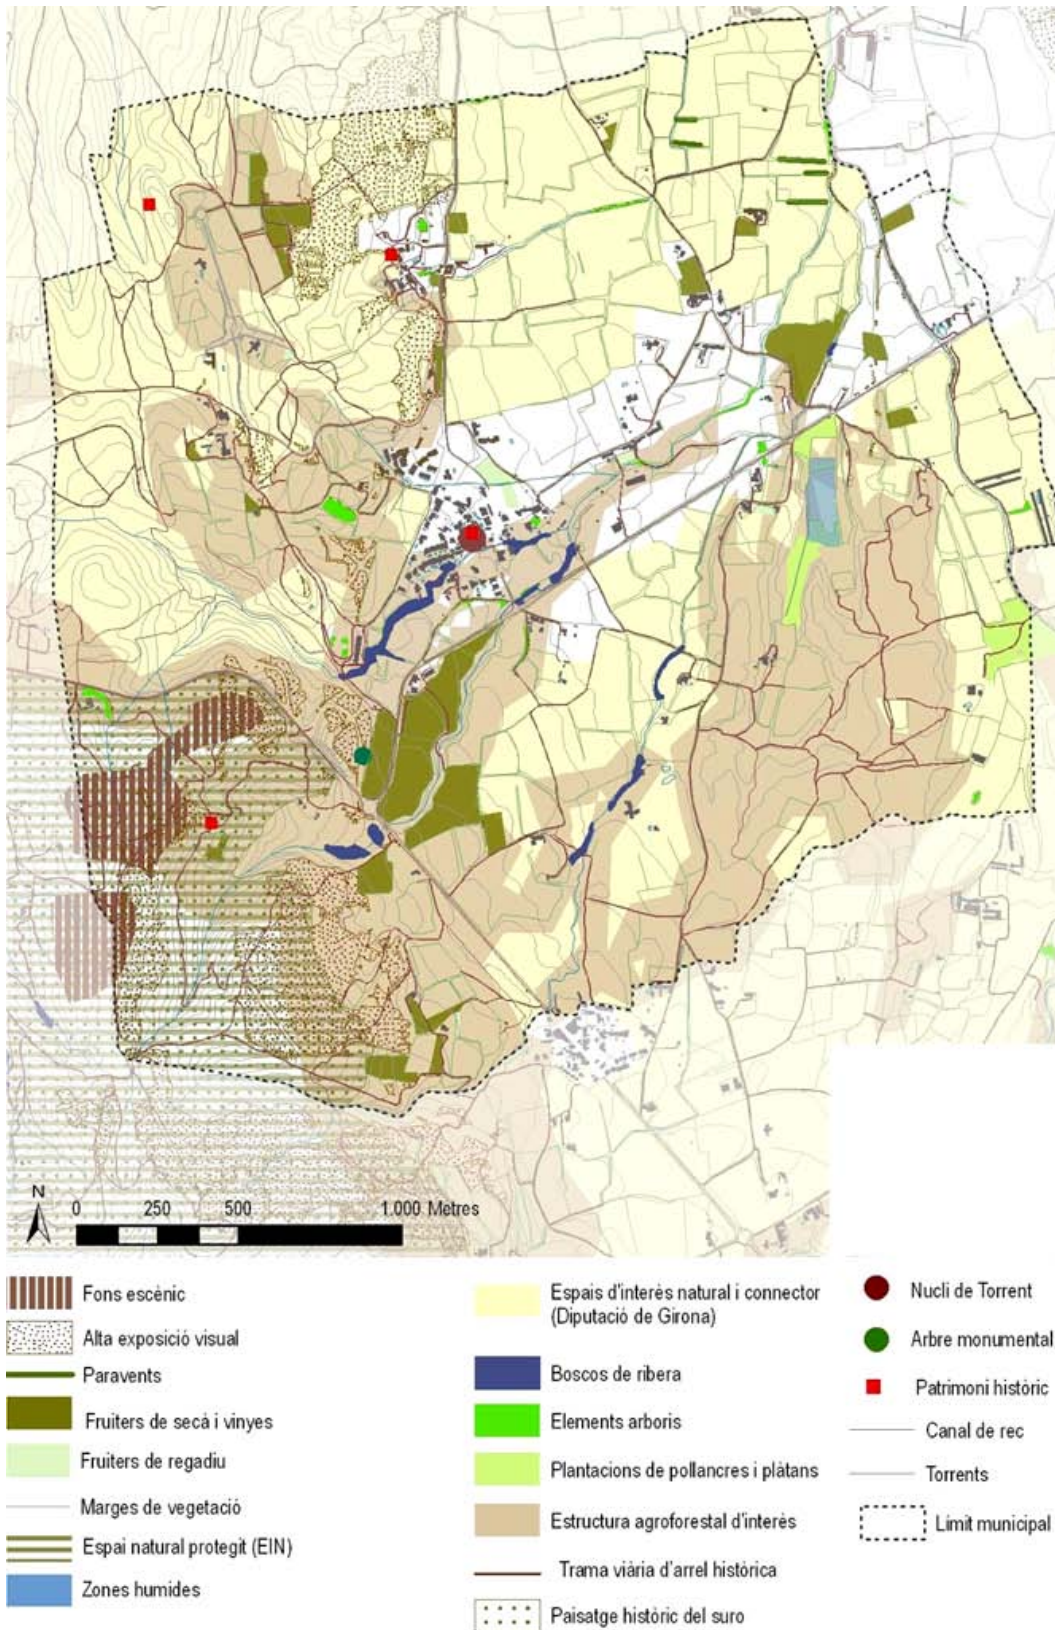 N
0 250 500 1.000 Metres
Fons escènic
Alta exposició visual
Paravents
Fruiters de secà i vinyes
Fruiters de regadiu
Marges de vegetació
Espai natural protegit (EIN)
Zones humides
Espais d'interès natural i connector
(Diputació de Girona)
Boscos de ribera
Elements arboris
Plantacions de pollancres i plàtans
Estructura agroforestal d'interès
Trama viària d'arrel històrica
Paisatge històric del suro
Nucli de Torrent
Arbre monumental
Patrimoni històric
Canal de rec
Torrents
Límit municipal